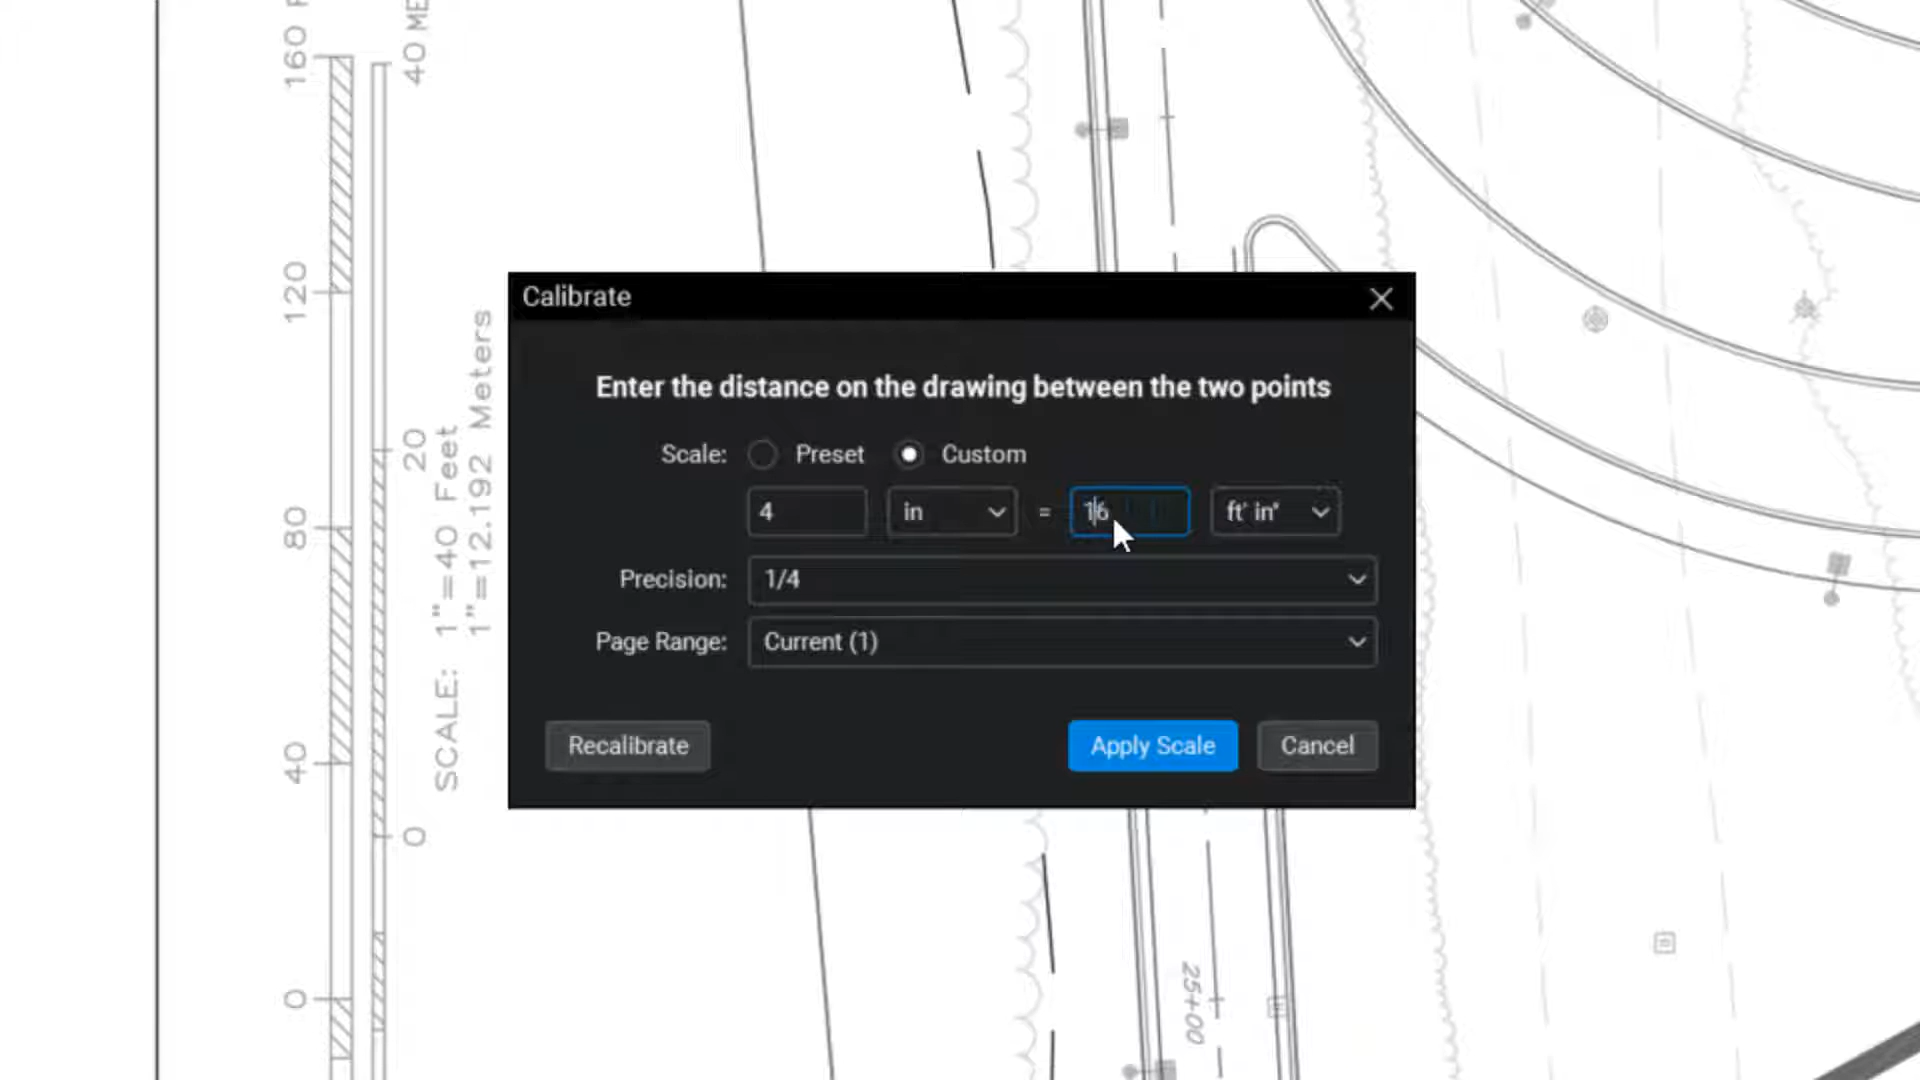 160
40 ME
120
80
40
0
20
0
SCALE: 1"=40 Feet
1"=12.192 Meters
Calibrate
Enter the distance on the drawing between the two points
Scale: Preset Custom
4 in = 16 ft' in"
Precision: 1/4
Page Range: Current (1)
Recalibrate Apply Scale Cancel
25+00